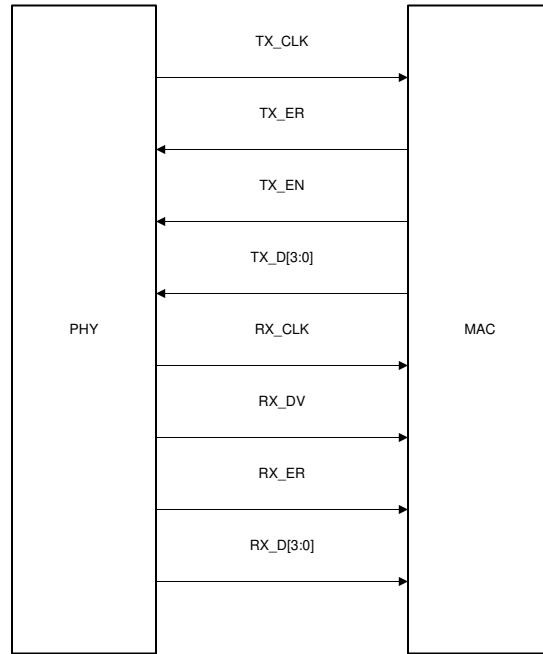 TX_CLK
TX_ER
TX_EN
TX_D[3:0]
PHY
RX_CLK
MAC
RX_DV
RX_ER
RX_D[3:0]